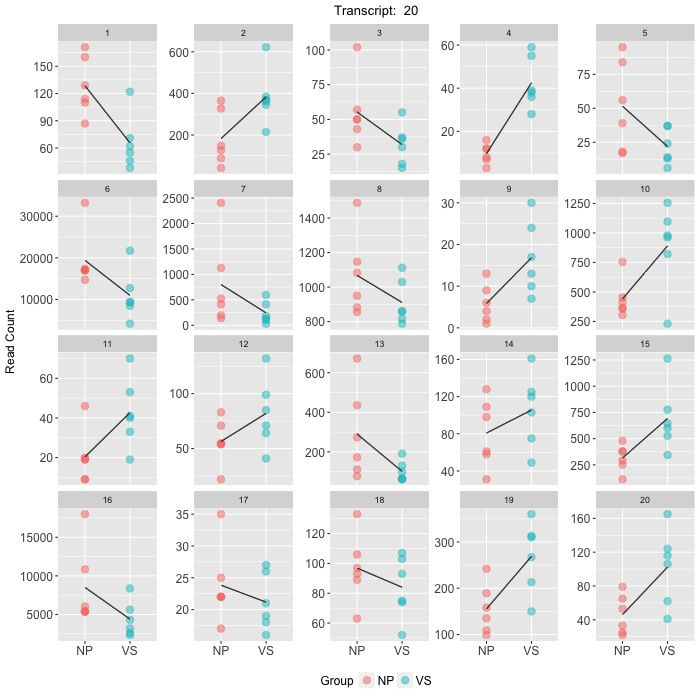 Transcript: 20
1 2 3 4 5
150 120 90 60
600 400 200
100 75 50 25
60 40 20
75 50 25
6 7 8 9 10
30000 20000 10000
2500 2000 1500 1000 500 0
1400 1200 1000 800
30 20 10 0
1250 1000 750 500 250
Read Count
11 12 13 14 15
60 40 20
100 50
600 400 200
160 120 80 40
1250 1000 750 500 250
16 17 18 19 20
15000 10000 5000
35 30 25 20
120 100 80 60
300 200 100
160 120 80 40
NP VS NP VS NP VS NP VS NP VS
Group NP VS